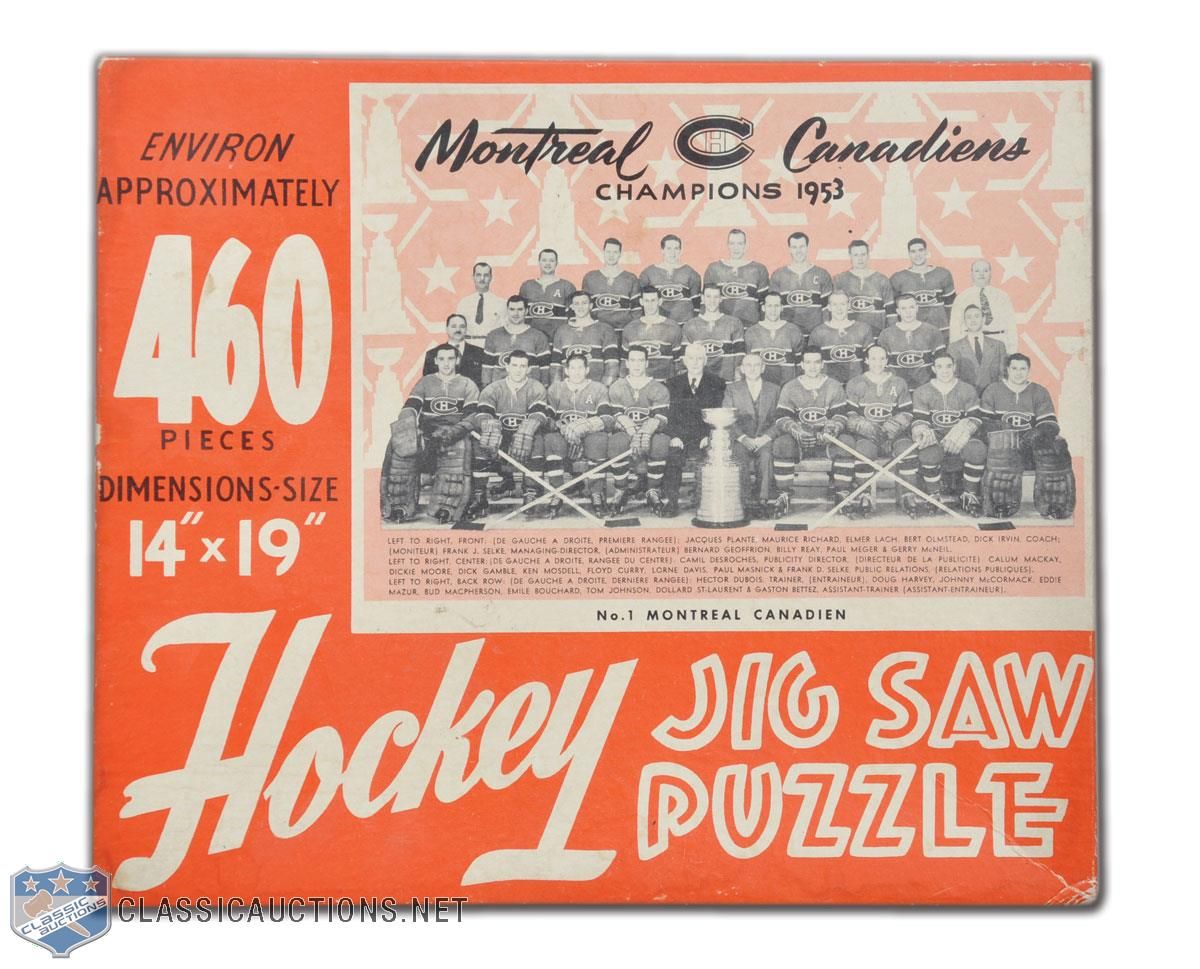 ENVIRON
APPROXIMATELY
460
PIECES
DIMENSIONS-SIZE
14" x 19"
Montreal CH Canadiens
CHAMPIONS 1953
LEFT TO RIGHT, FRONT: (DE GAUCHE A DROITE, PREMIERE RANGEE): JACQUES PLANTE, MAURICE RICHARD, ELMER LACH, BERT OLMSTEAD, DICK IRVIN, COACH;
(MONITEUR) FRANK J. SELKE, MANAGING-DIRECTOR, (ADMINISTRATEUR) BERNARD GEOFFRION, BILLY REAY, PAUL MEGER & GERRY McNEIL.
LEFT TO RIGHT, CENTER: (DE GAUCHE A DROITE, RANGEE DU CENTRE). CAMIL DESROCHES, PUBLICITY DIRECTOR, (DIRECTEUR DE LA PUBLICITE) CALUM MACKAY,
DICKIE MOORE, DICK GAMBLE, KEN MOSDELL, FLOYD CURRY, LORNE DAVIS, PAUL MASNICK & FRANK D. SELKE PUBLIC RELATIONS, (RELATIONS PUBLIQUES).
LEFT TO RIGHT, BACK ROW: (DE GAUCHE A DROITE, DERNIERE RANGEE): HECTOR DUBOIS: TRAINER, (ENTRAINEUR), DOUG HARVEY, JOHNNY McCORMACK, EDDIE
MAZUR, BUD MACPHERSON, EMILE BOUCHARD, TOM JOHNSON, DOLLARD ST-LAURENT & GASTON BETTEZ, ASSISTANT-TRAINER (ASSISTANT-ENTRAINEUR).
No.1 MONTREAL CANADIEN
Hockey JIG SAW
PUZZLE
CLASSIC AUCTIONS
CLASSICAUCTIONS.NET